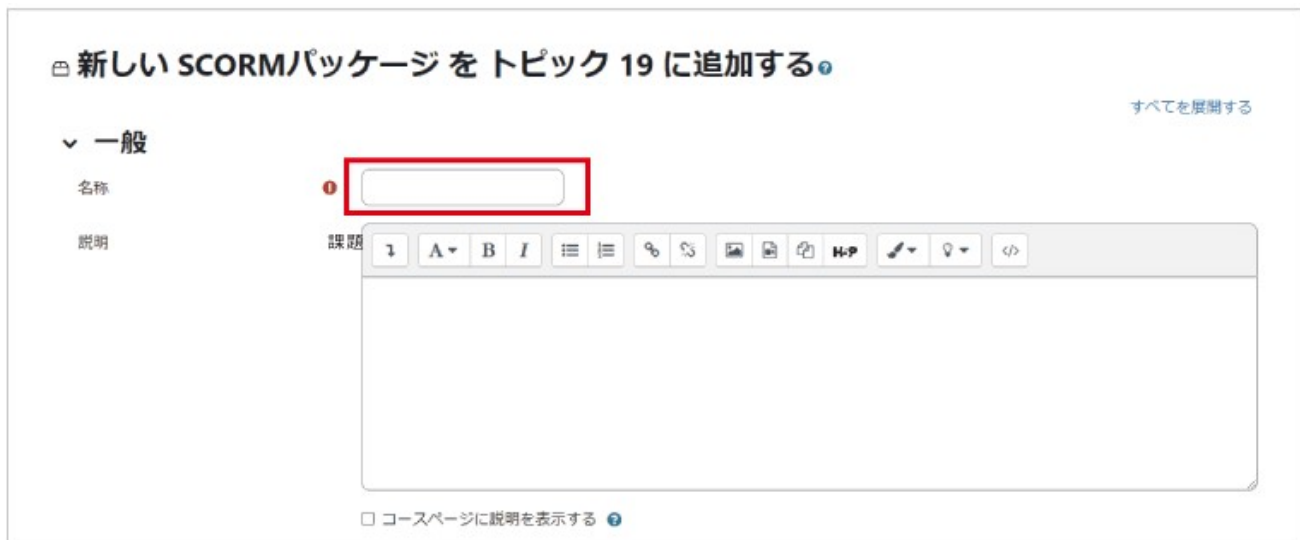 新しい SCORMパッケージ を トピック 19 に追加する
すべてを展開する
一般
名称
説明
課題
A B I H-P </>
コースページに説明を表示する